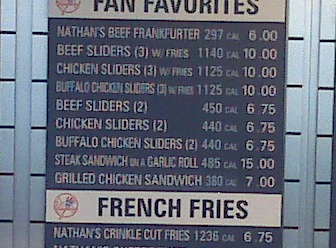 FAN FAVORITES
NATHAN'S BEEF FRANKFURTER 297 CAL 6.00
BEEF SLIDERS (3) W/ FRIES 1140 CAL 10.00
CHICKEN SLIDERS (3) W/ FRIES 1125 CAL 10.00
BUFFALO CHICKEN SLIDERS (3) W/ FRIES 1125 CAL 10.00
BEEF SLIDERS (2) 450 CAL 6.75
CHICKEN SLIDERS (2) 440 CAL 6.75
BUFFALO CHICKEN SLIDERS (2) 440 CAL 6.75
STEAK SANDWICH ON A GARLIC ROLL 485 CAL 15.00
GRILLED CHICKEN SANDWICH 380 CAL 7.00
FRENCH FRIES
NATHAN'S CRINKLE CUT FRIES 1236 CAL 6.75